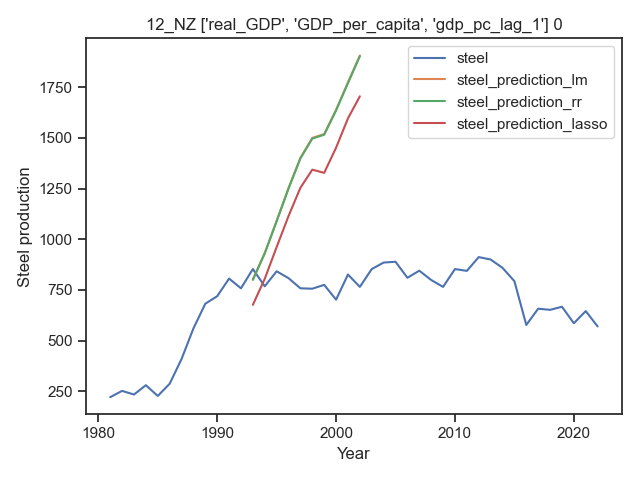 12_NZ ['real_GDP', 'GDP_per_capita', 'gdp_pc_lag_1'] 0
steel
steel_prediction_lm
steel_prediction_rr
steel_prediction_lasso
Steel production
1750
1500
1250
1000
750
500
250
1980
1990
2000
2010
2020
Year